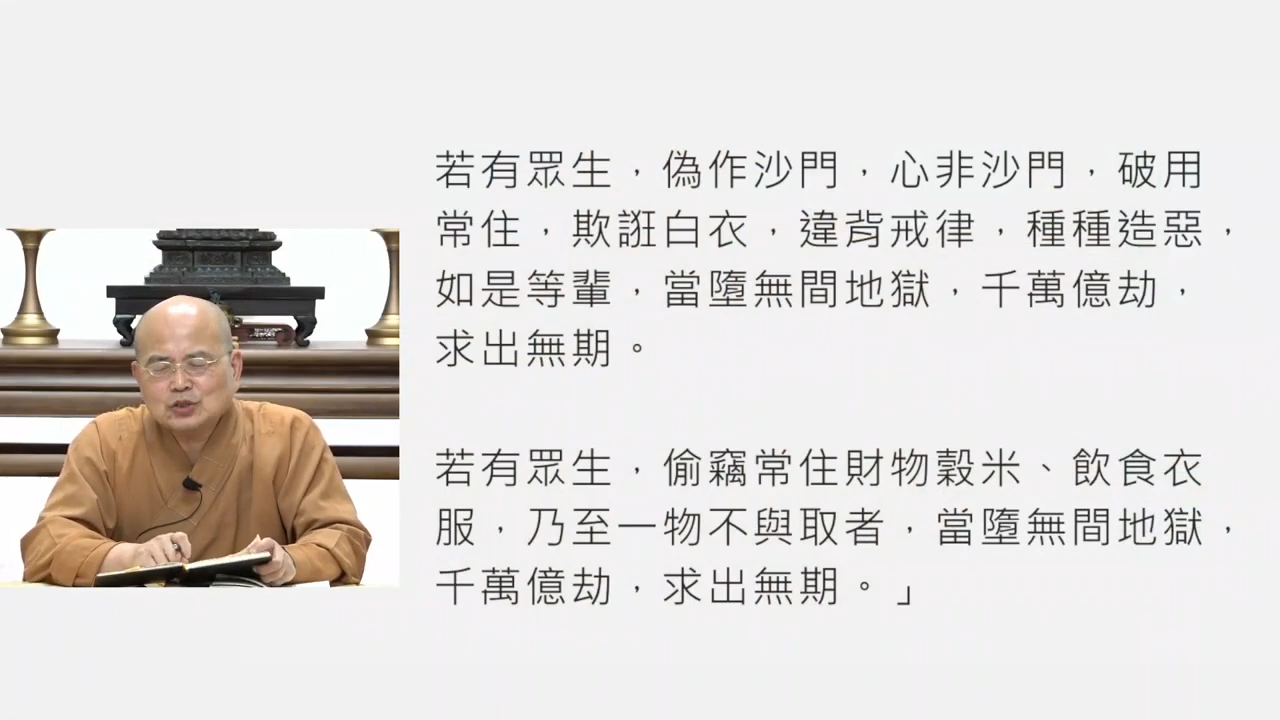 若有眾生，偽作沙門，心非沙門，破用
常住，欺誑白衣，違背戒律，種種造惡，
如是等輩，當墮無間地獄，千萬億劫，
求出無期。
若有眾生，偷竊常住財物穀米、飲食衣
服，乃至一物不與取者，當墮無間地獄，
千萬億劫，求出無期。」